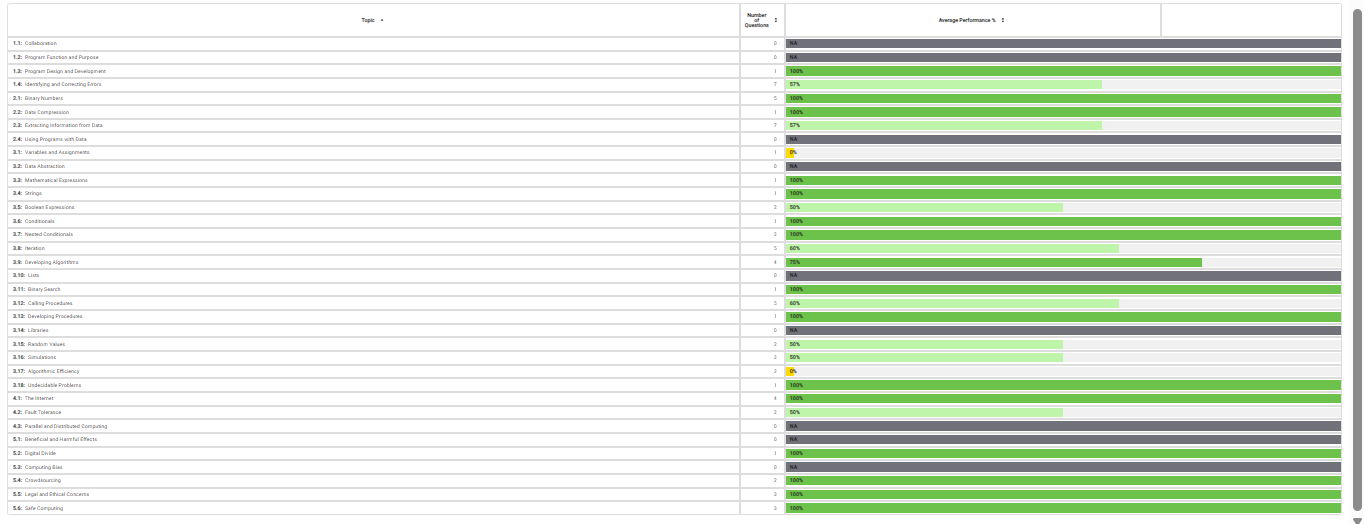 Topic Number of Questions Average Performance %
1.1: Collaboration 0 NA
1.2: Program Function and Purpose 0 NA
1.3: Program Design and Development 1 100%
1.4: Identifying and Correcting Errors 7 57%
2.1: Binary Numbers 5 100%
2.2: Data Compression 1 100%
2.3: Extracting Information from Data 7 57%
2.4: Using Programs with Data 0 NA
3.1: Variables and Assignments 1 0%
3.2: Data Abstraction 0 NA
3.3: Mathematical Expressions 1 100%
3.4: Strings 1 100%
3.5: Boolean Expressions 2 50%
3.6: Conditionals 1 100%
3.7: Nested Conditionals 100%
3.8: Iteration 5 60%
3.9: Developing Algorithms 4 75%
3.10: Lists 0 NA
3.11: Binary Search 1 100%
3.12: Calling Procedures 5 60%
3.13: Developing Procedures 1 100%
3.14: Libraries 0 NA
3.15: Random Values 2 50%
3.16: Simulations 2 50%
3.17: Algorithmic Efficiency 0%
3.18: Undecidable Problems 1 100%
4.1: The Internet 4 100%
4.2: Fault Tolerance 2 50%
4.3: Parallel and Distributed Computing 0 NA
5.1: Beneficial and Harmful Effects 0 NA
5.2: Digital Divide 1 100%
5.3: Computing Bias 0 NA
5.4: Crowdsourcing 2 100%
5.5: Legal and Ethical Concerns 100%
5.6: Safe Computing 100%